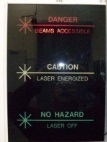 DANGER
BEAMS ACCESSIBLE
CAUTION
LASER ENERGIZED
NO HAZARD
LASER OFF